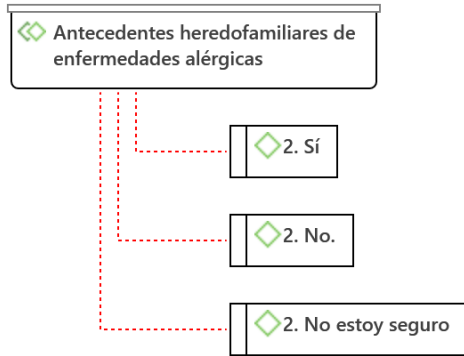 Antecedentes heredofamiliares de
enfermedades alérgicas
2. Sí
2. No.
2. No estoy seguro